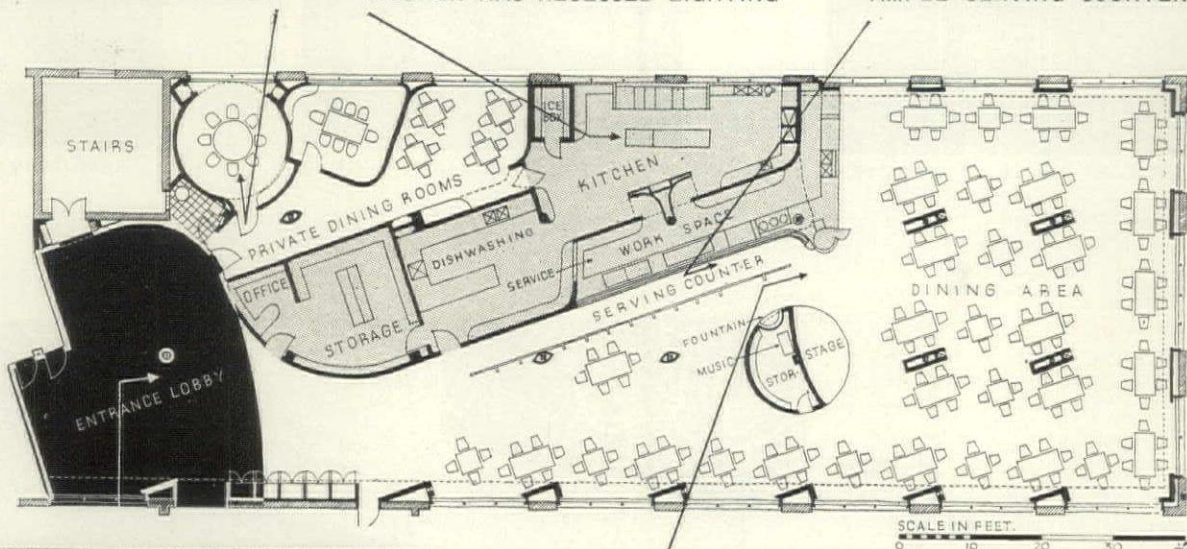 RECESSED LIGHTING
AMPLE SERVING COUNTER
STAIRS
ICE
BOX
KITCHEN
PRIVATE DINING ROOMS
DISHWASHING
WORK SPACE
SERVICE
OFFICE
STORAGE
SERVING COUNTER
DINING AREA
FOUNTAIN
MUSIC
STAGE
STOR.
ENTRANCE LOBBY
SCALE IN FEET.
0 10 20 30